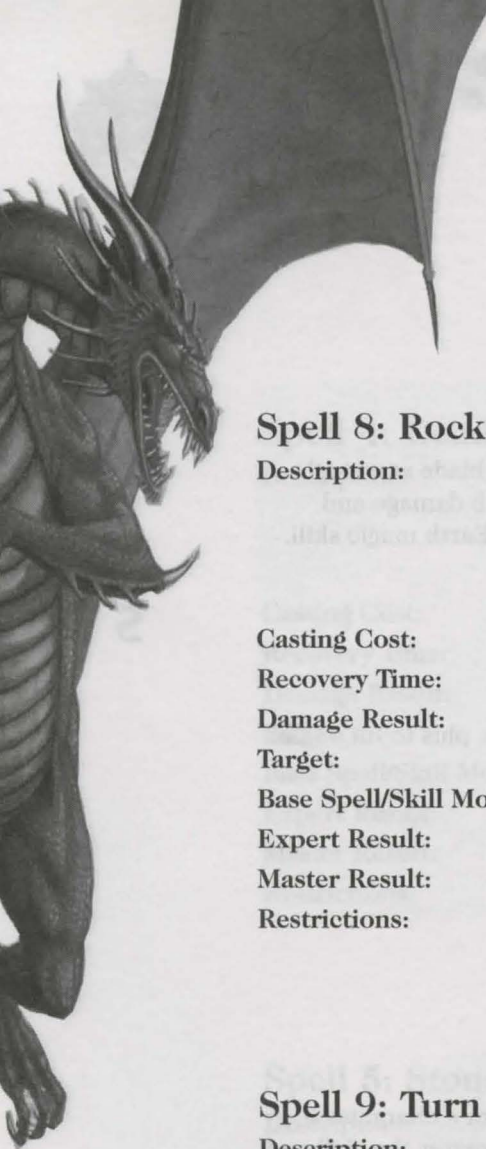 Spell 8: Rock
Description:
Casting Cost:
Recovery Time:
Damage Result:
Target:
Base Spell/Skill Mo
Expert Result:
Master Result:
Restrictions:
Spell 9: Turn
Description: